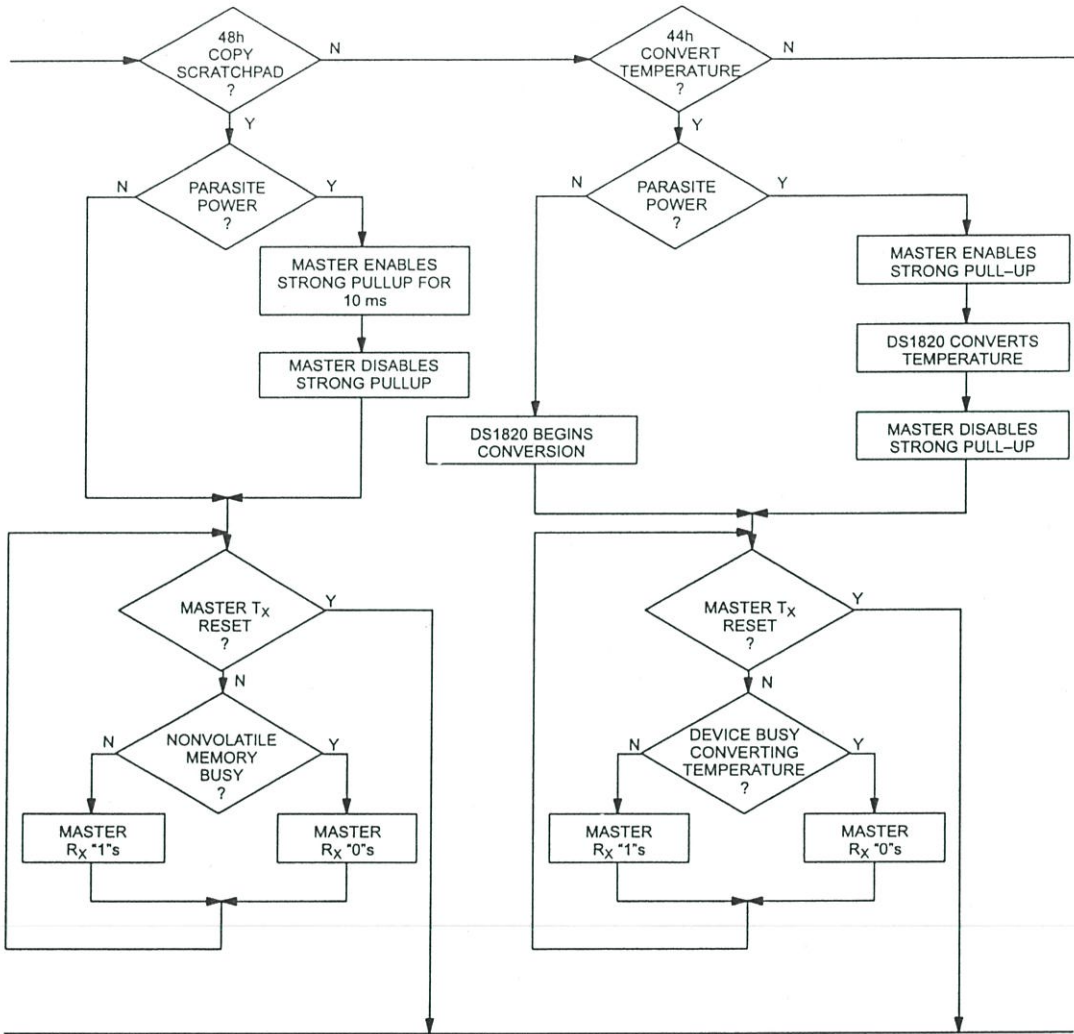 48h
COPY
SCRATCHPAD
?
N
Y
44h
CONVERT
TEMPERATURE
?
N
Y
PARASITE
POWER
?
N
Y
MASTER ENABLES
STRONG PULLUP FOR
10 ms
MASTER DISABLES
STRONG PULLUP
PARASITE
POWER
?
N
Y
MASTER ENABLES
STRONG PULL–UP
DS1820 CONVERTS
TEMPERATURE
MASTER DISABLES
STRONG PULL–UP
DS1820 BEGINS
CONVERSION
MASTER TX
RESET
?
Y
N
NONVOLATILE
MEMORY
BUSY
?
N
Y
MASTER
RX “1”s
MASTER
RX “0”s
MASTER TX
RESET
?
Y
N
DEVICE BUSY
CONVERTING
TEMPERATURE
?
N
Y
MASTER
RX “1”s
MASTER
RX “0”s